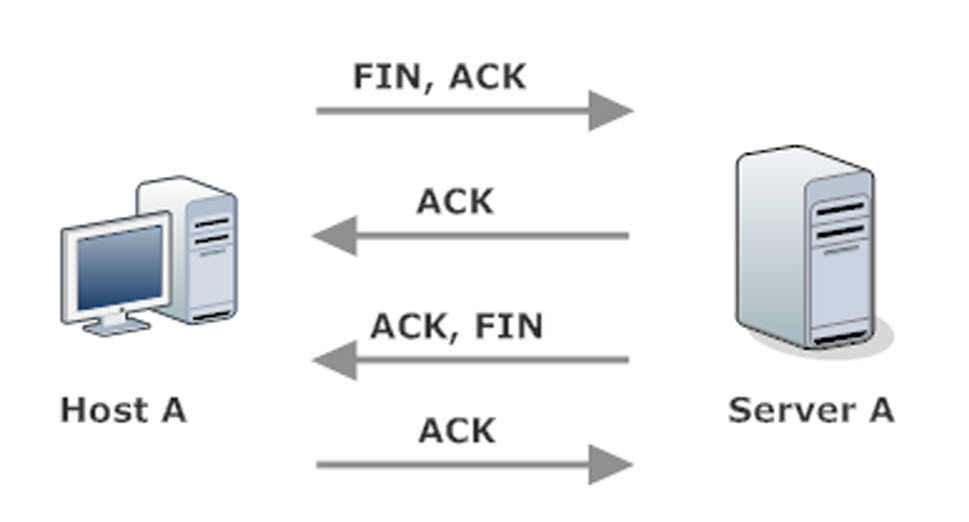 FIN, ACK
ACK
ACK, FIN
ACK
Host A
Server A